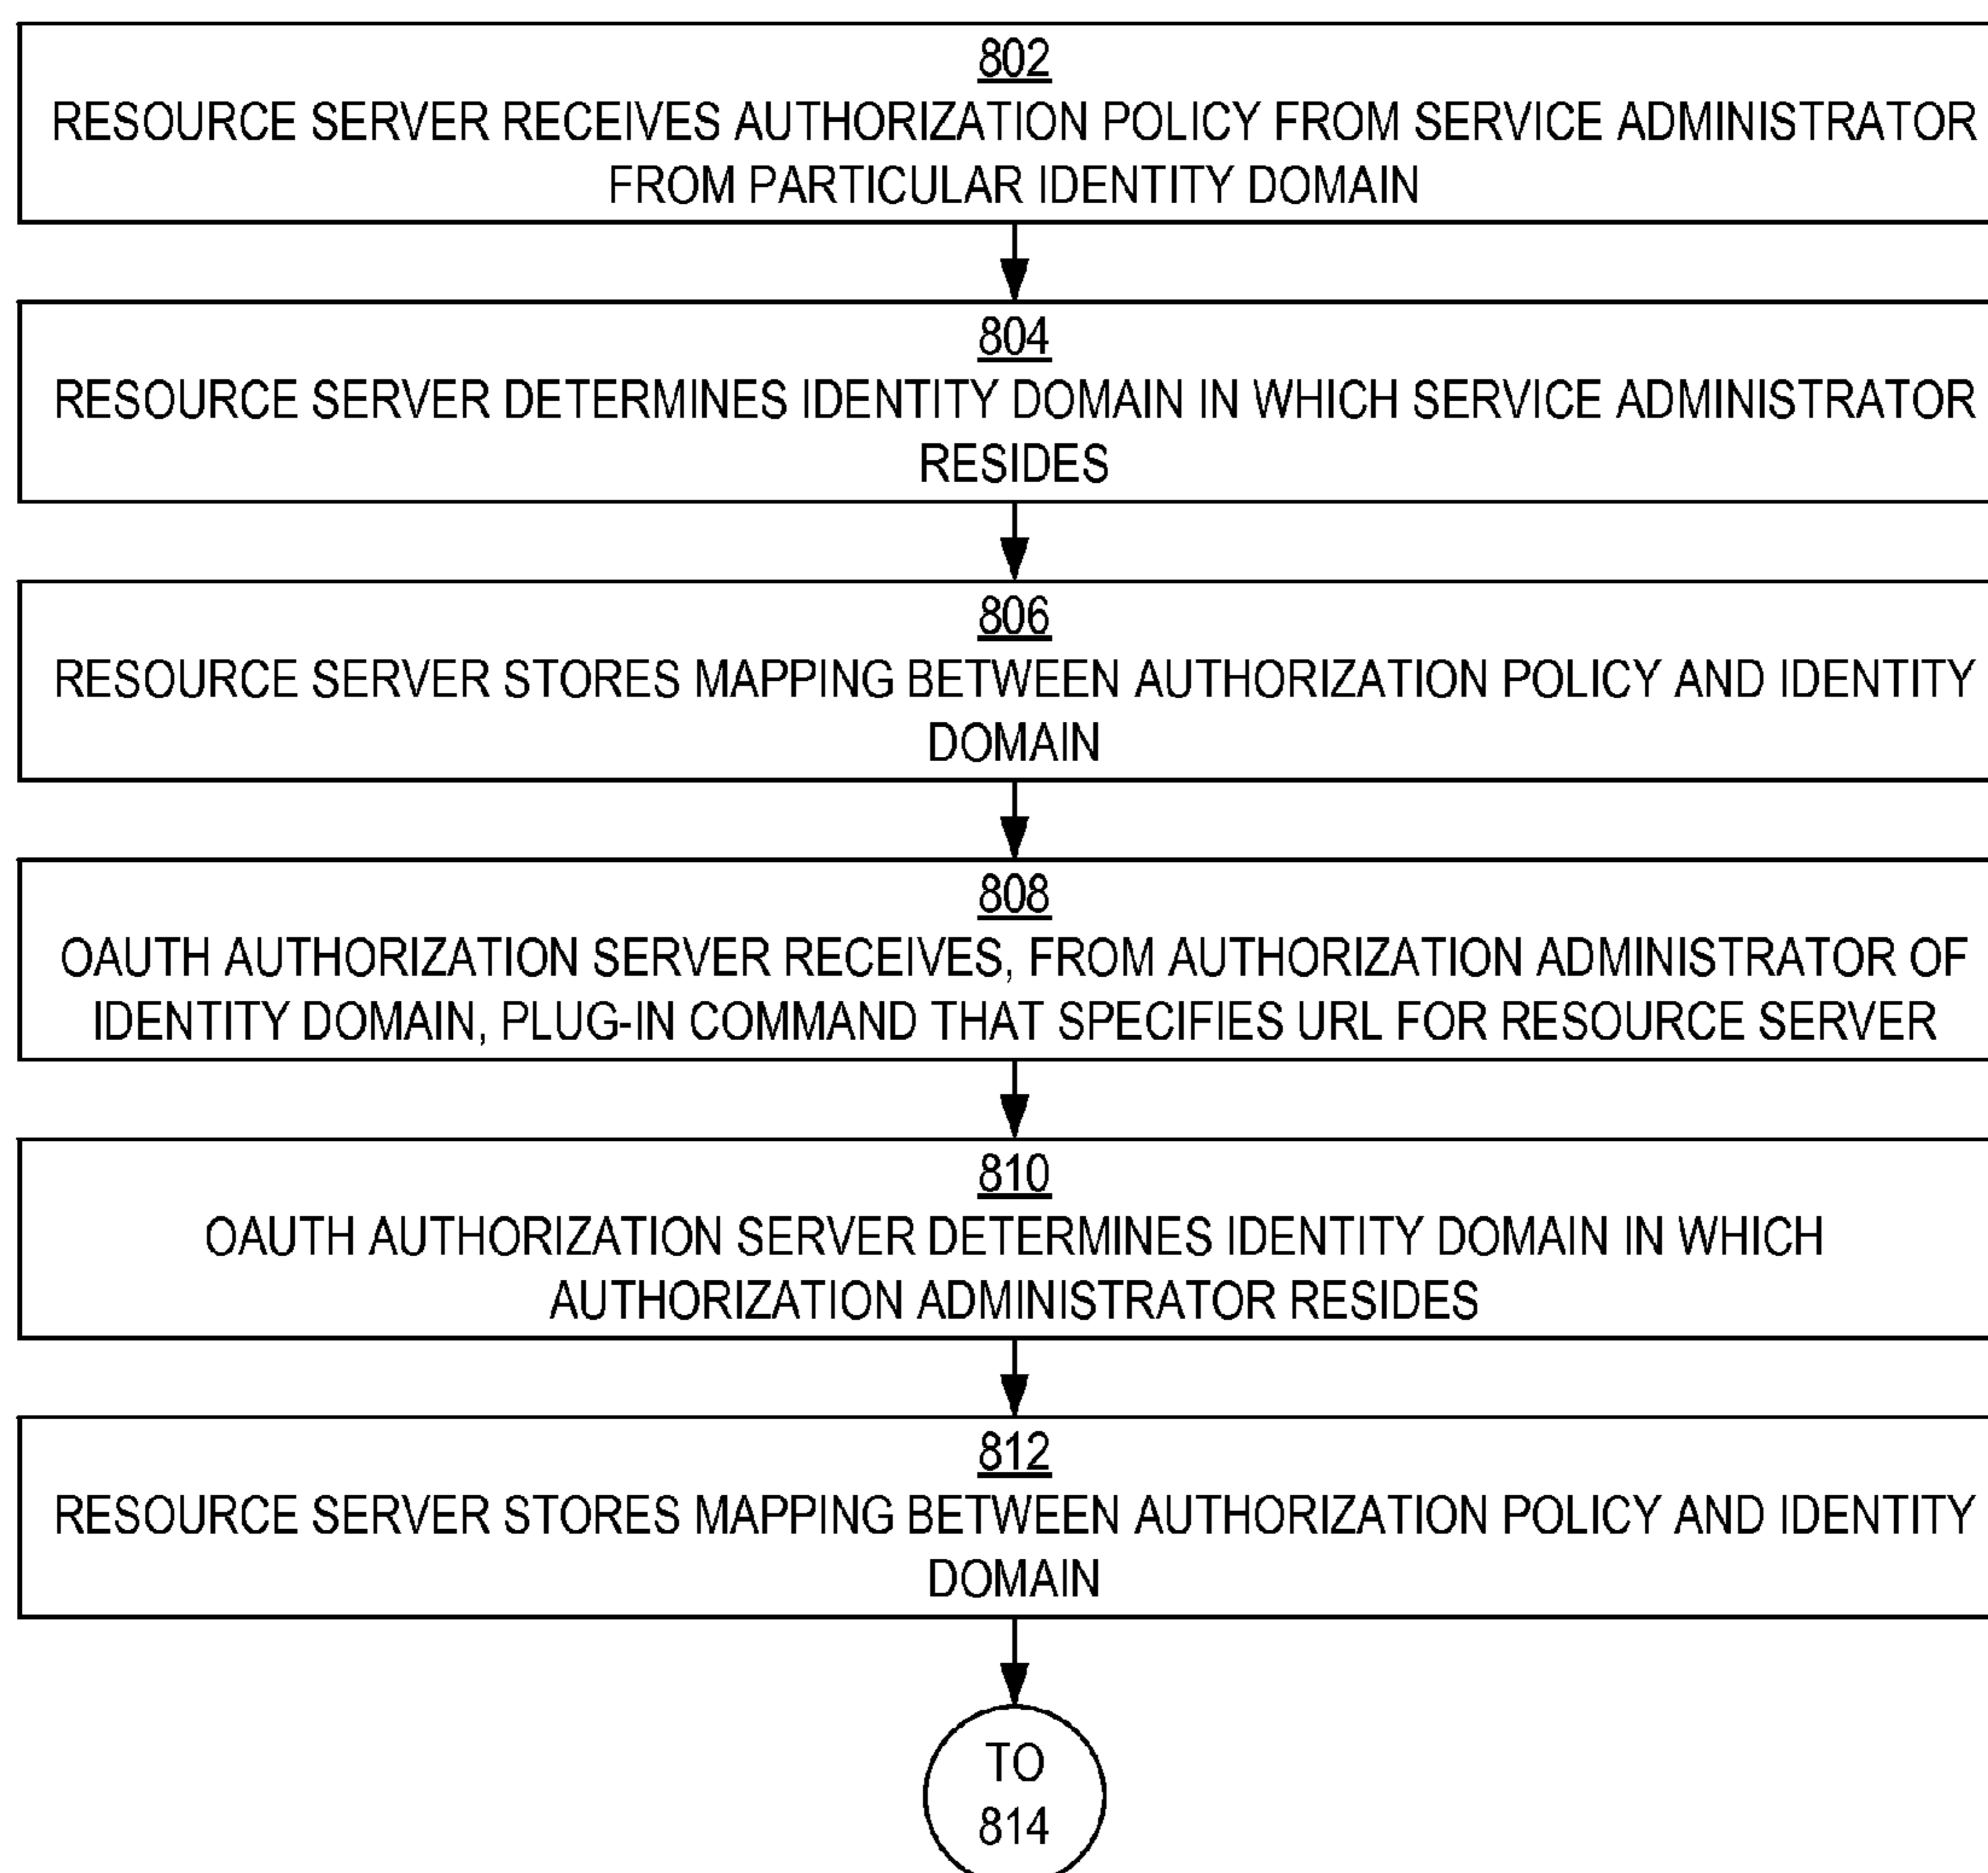 802
RESOURCE SERVER RECEIVES AUTHORIZATION POLICY FROM SERVICE ADMINISTRATOR
FROM PARTICULAR IDENTITY DOMAIN
804
RESOURCE SERVER DETERMINES IDENTITY DOMAIN IN WHICH SERVICE ADMINISTRATOR
RESIDES
806
RESOURCE SERVER STORES MAPPING BETWEEN AUTHORIZATION POLICY AND IDENTITY
DOMAIN
808
OAUTH AUTHORIZATION SERVER RECEIVES, FROM AUTHORIZATION ADMINISTRATOR OF
IDENTITY DOMAIN, PLUG-IN COMMAND THAT SPECIFIES URL FOR RESOURCE SERVER
810
OAUTH AUTHORIZATION SERVER DETERMINES IDENTITY DOMAIN IN WHICH
AUTHORIZATION ADMINISTRATOR RESIDES
812
RESOURCE SERVER STORES MAPPING BETWEEN AUTHORIZATION POLICY AND IDENTITY
DOMAIN
TO
814